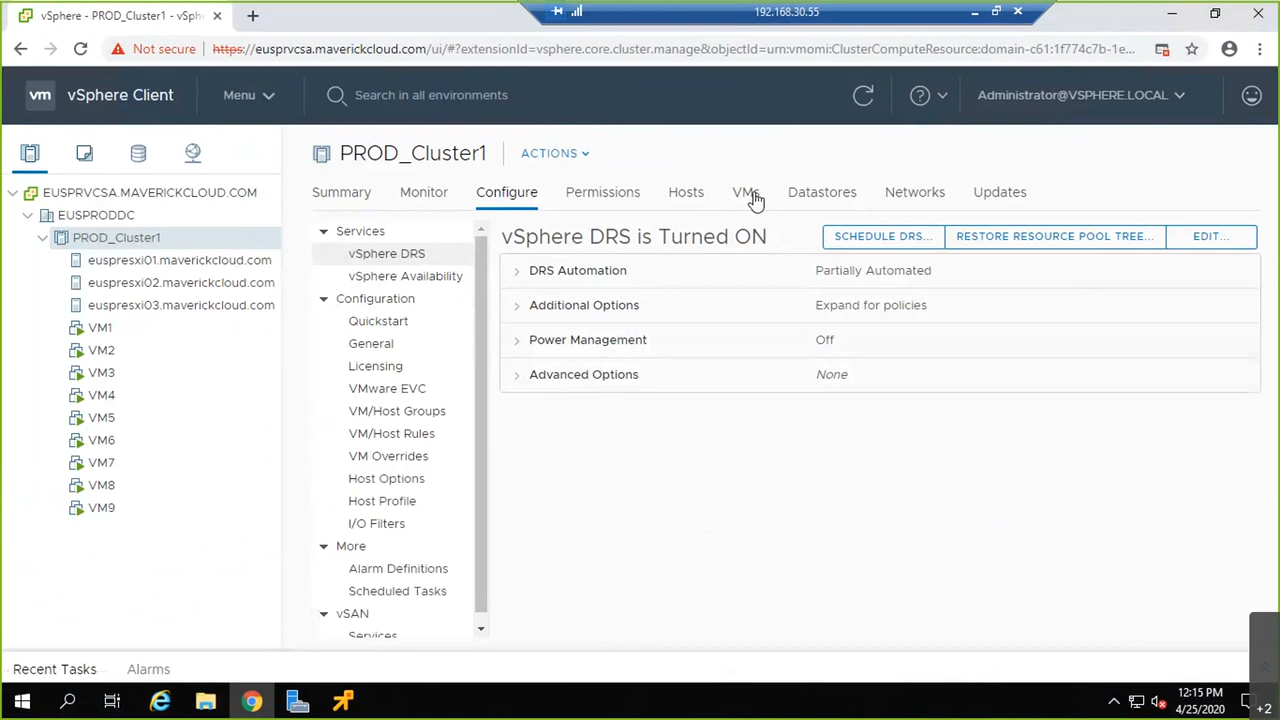 vSphere - PROD_Cluster1 - vSph
192.168.30.55
Not secure
https://eusprvcsa.maverickcloud.com/ui/#?extensionId=vsphere.core.cluster.manage&objectId=urn:vmomi:ClusterComputeResource:domain-c61:1f774c7b-1e...
vm
vSphere Client
Menu
Search in all environments
Administrator@VSPHERE.LOCAL
EUSPRVCSA.MAVERICKCLOUD.COM
EUSPRODDC
PROD_Cluster1
euspresxi01.maverickcloud.com
euspresxi02.maverickcloud.com
euspresxi03.maverickcloud.com
VM1
VM2
VM3
VM4
VM5
VM6
VM7
VM8
VM9
PROD_Cluster1
ACTIONS
Summary
Monitor
Configure
Permissions
Hosts
VMs
Datastores
Networks
Updates
Services
vSphere DRS
vSphere Availability
Configuration
Quickstart
General
Licensing
VMware EVC
VM/Host Groups
VM/Host Rules
VM Overrides
Host Options
Host Profile
I/O Filters
More
Alarm Definitions
Scheduled Tasks
vSAN
Services
vSphere DRS is Turned ON
SCHEDULE DRS...
RESTORE RESOURCE POOL TREE...
EDIT...
DRS Automation Partially Automated
Additional Options Expand for policies
Power Management Off
Advanced Options None
Recent Tasks
Alarms
12:15 PM
4/25/2020
+2